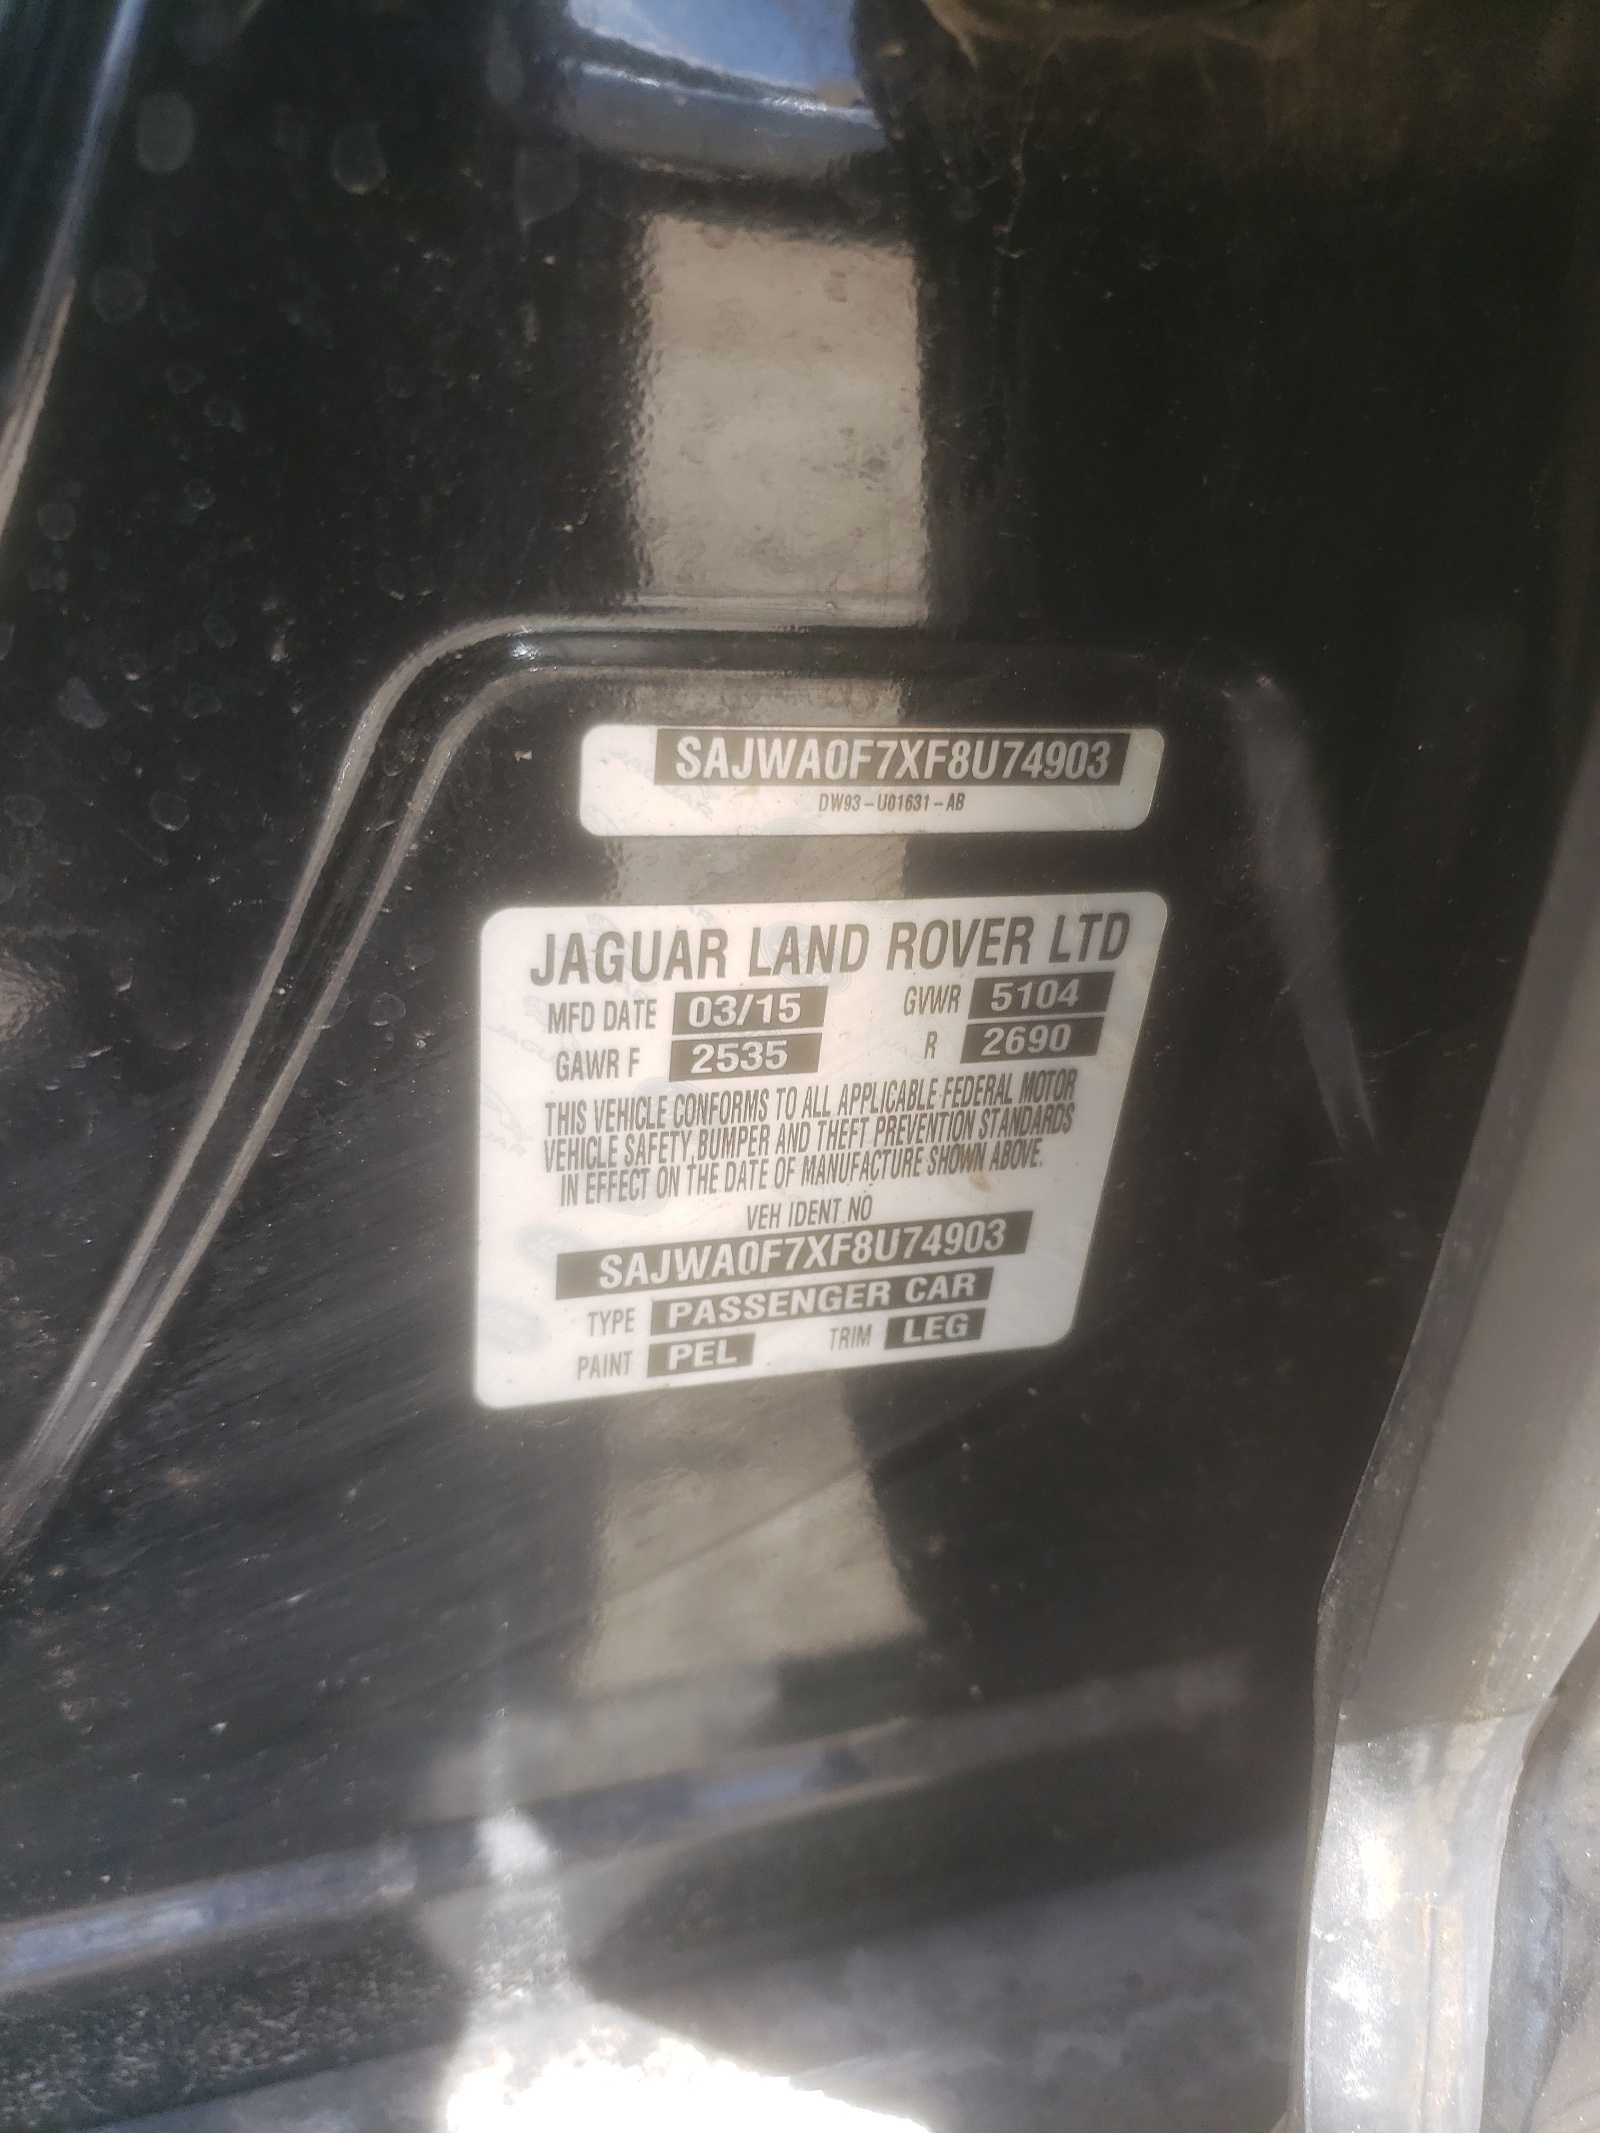 SAJWA0F7XF8U74903
DW93-U01631-AB
JAGUAR LAND ROVER LTD
MFD DATE 03/15 GVWR 5104
GAWR F 2535 R 2690
THIS VEHICLE CONFORMS TO ALL APPLICABLE FEDERAL MOTOR
VEHICLE SAFETY, BUMPER AND THEFT PREVENTION STANDARDS
IN EFFECT ON THE DATE OF MANUFACTURE SHOWN ABOVE.
VEH IDENT NO
SAJWA0F7XF8U74903
TYPE PASSENGER CAR
PAINT PEL TRIM LEG